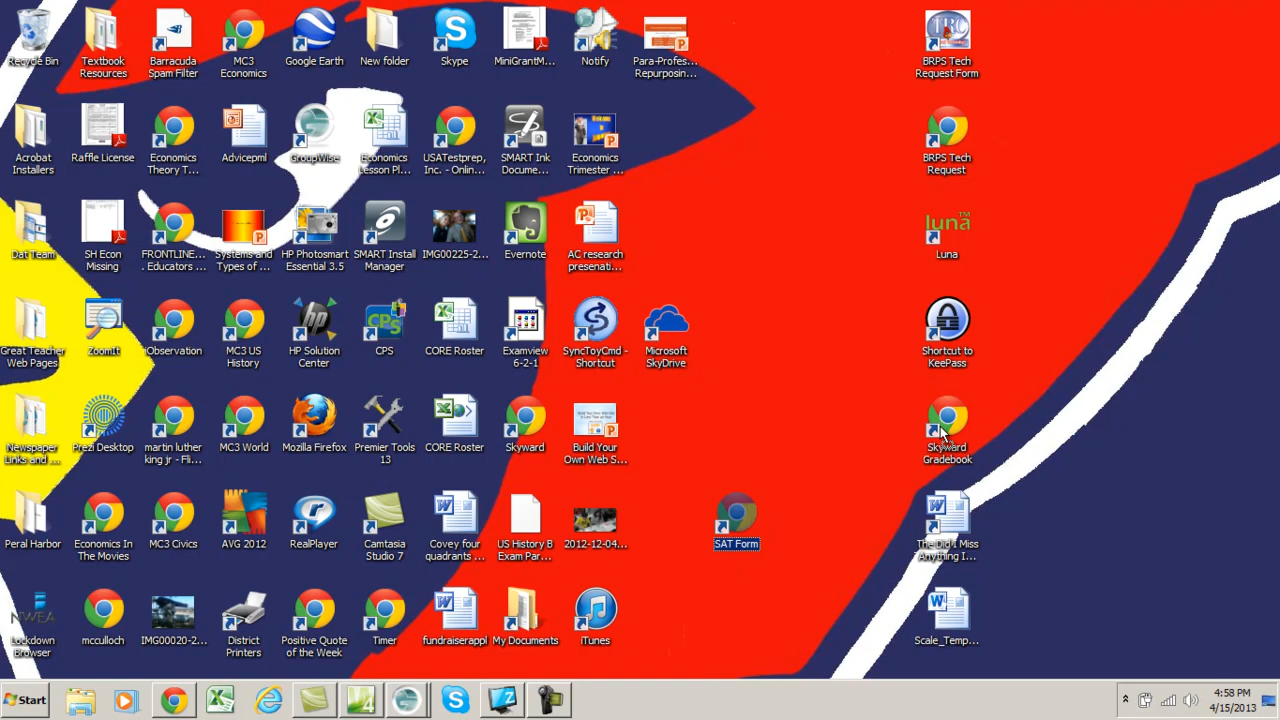 Recycle Bin
Textbook
Resources
Barracuda
Spam Filter
MC3
Economics
Google Earth
New folder
Skype
MiniGrantM...
Notify
Para-Profes...
Repurposin...
TRC
BRPS Tech
Request Form
Acrobat
Installers
Raffle License
Economics
Theory T...
Advicepml
GroupWise
Economics
Lesson Pl...
USATestprep,
Inc. - Onlin...
SMART Ink
Docume...
Economics
Trimester ...
BRPS Tech
Request
Dat Team
SH Econ
Missing
FRONTLINE...
. Educators ...
Systems and
Types of ...
HP Photosmart
Essential 3.5
SMART Install
Manager
IMG00225-2...
Evernote
AC research
presenati...
luna™
Luna
Great Teacher
Web Pages
ZoomIt
iObservation
MC3 US
History
hp
HP Solution
Center
CPS
CPS
CORE Roster
Examview
6-2-1
SyncToyCmd -
Shortcut
Microsoft
SkyDrive
Shortcut to
KeePass
Newspaper
Links and ...
Prezi Desktop
martin luther
king jr - Fli...
MC3 World
Mozilla Firefox
Premier Tools
13
CORE Roster
Skyward
Build Your
Own Web S...
Skyward
Gradebook
Peral Harbor
Economics In
The Movies
MC3 Civics
AVG 2012
RealPlayer
Camtasia
Studio 7
Covey four
quadrants ...
US History B
Exam Par...
2012-12-04...
SAT Form
The Did I Miss
Anything I...
Lockdown
Browser
mcculloch
IMG00020-2...
District
Printers
Positive Quote
of the Week
Timer
fundraiserappl
My Documents
iTunes
Scale_Temp...
Start
4:58 PM
4/15/2013